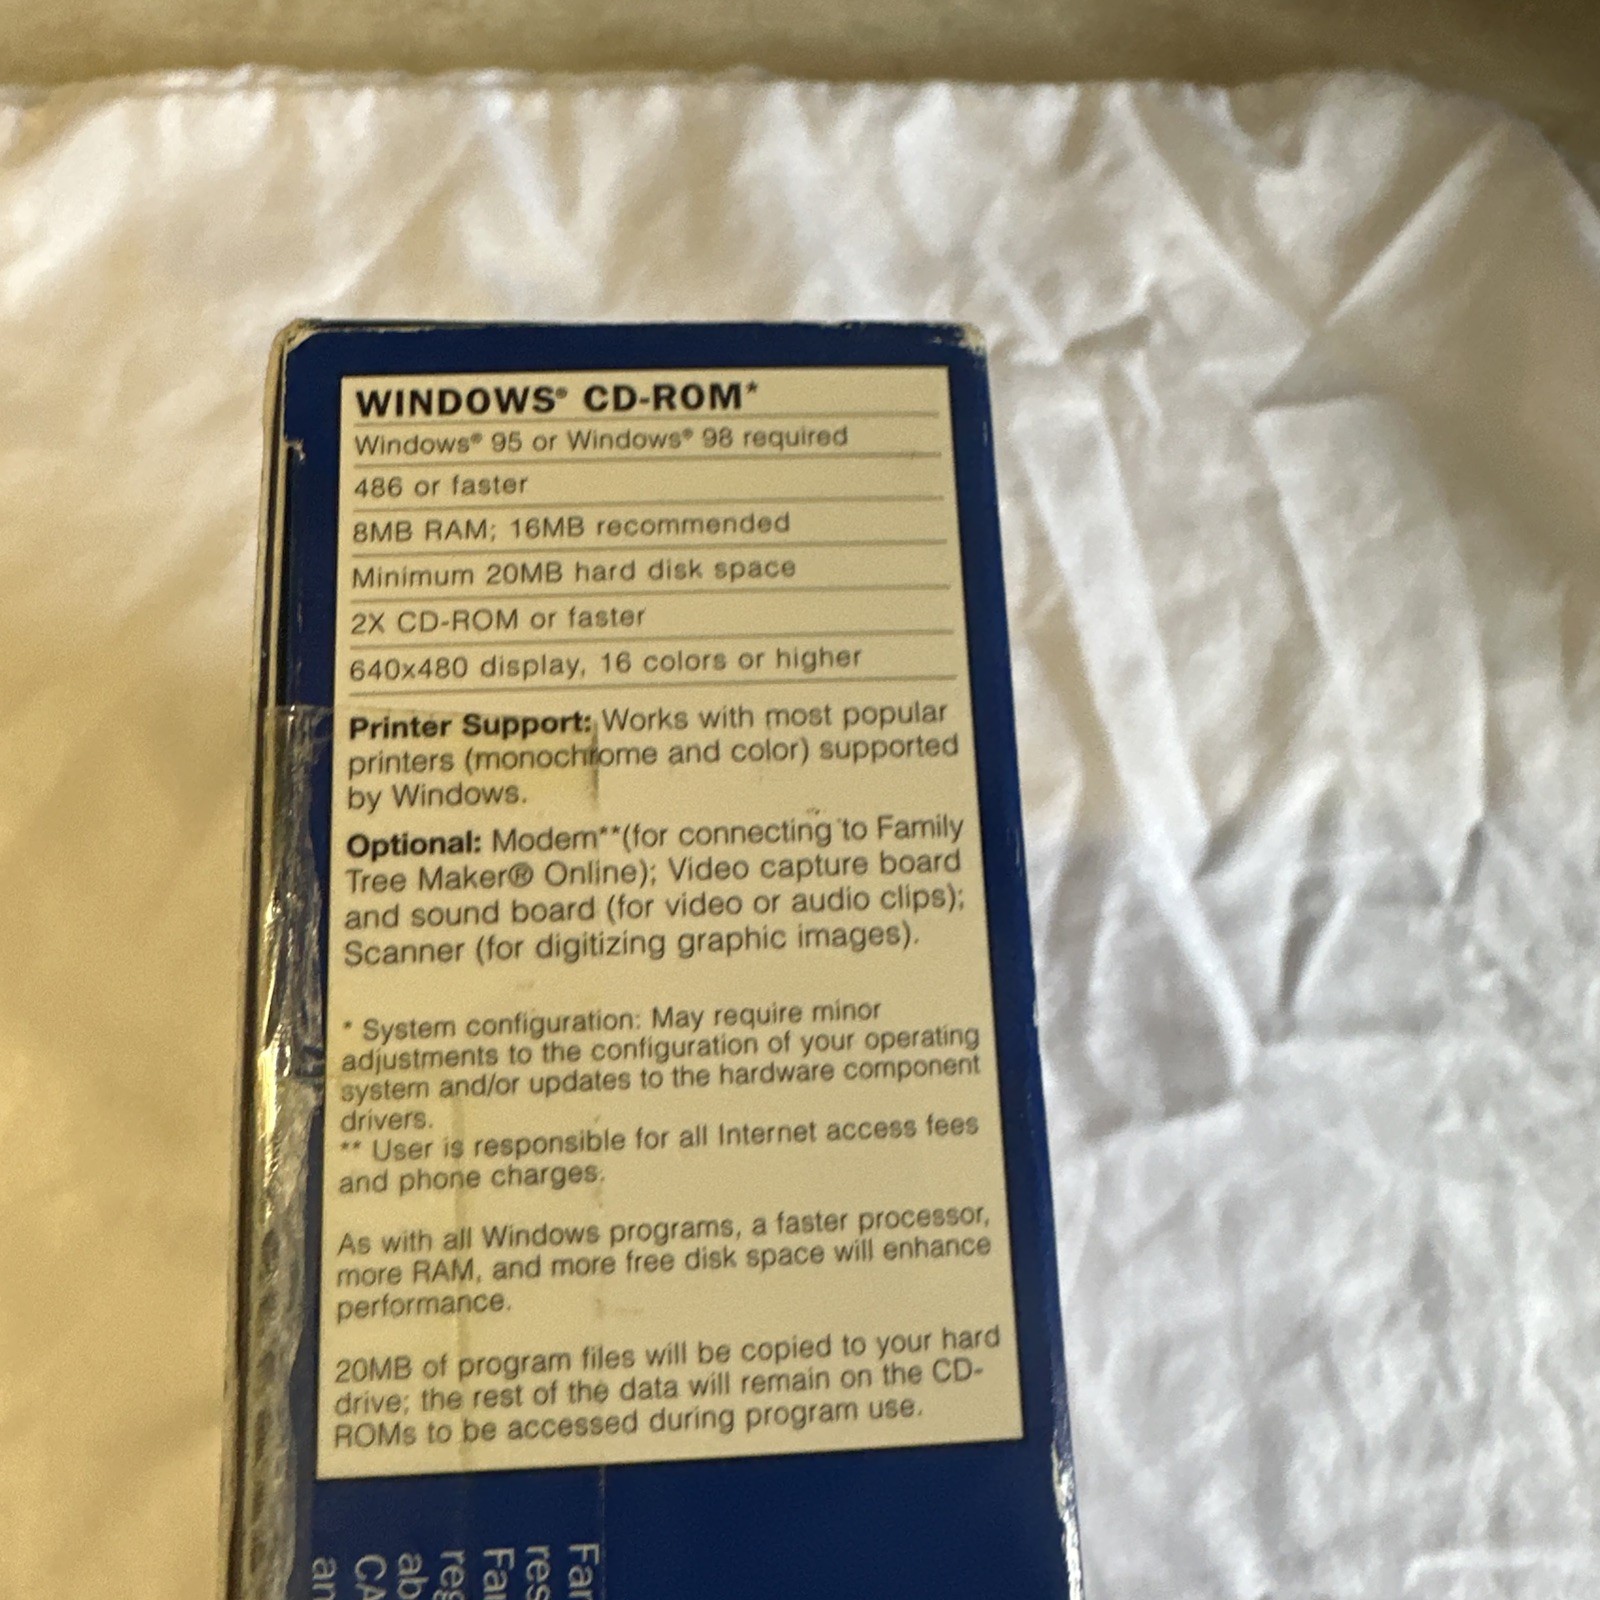 WINDOWS® CD-ROM*
Windows® 95 or Windows® 98 required
486 or faster
8MB RAM; 16MB recommended
Minimum 20MB hard disk space
2X CD-ROM or faster
640x480 display, 16 colors or higher
Printer Support: Works with most popular
printers (monochrome and color) supported
by Windows.
Optional: Modem**(for connecting to Family
Tree Maker® Online); Video capture board
and sound board (for video or audio clips);
Scanner (for digitizing graphic images).
* System configuration: May require minor
adjustments to the configuration of your operating
system and/or updates to the hardware component
drivers.
** User is responsible for all Internet access fees
and phone charges.
As with all Windows programs, a faster processor,
more RAM, and more free disk space will enhance
performance.
20MB of program files will be copied to your hard
drive; the rest of the data will remain on the CD-
ROMs to be accessed during program use.